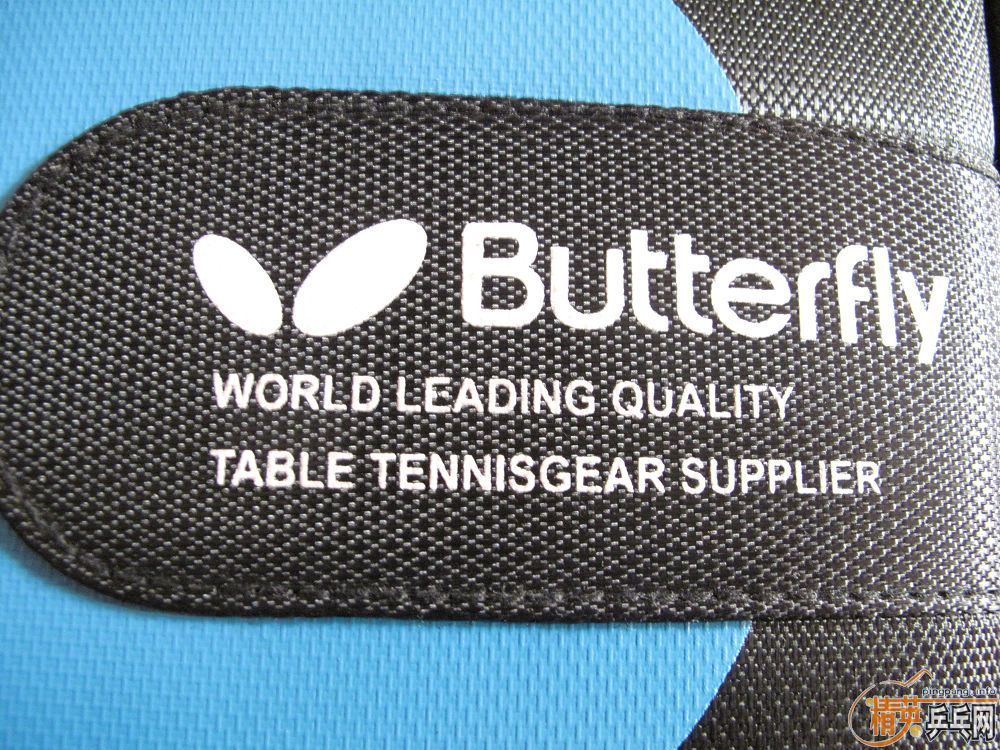 Butterfly
WORLD LEADING QUALITY
TABLE TENNISGEAR SUPPLIER
pingpang.info
精英乒乓网